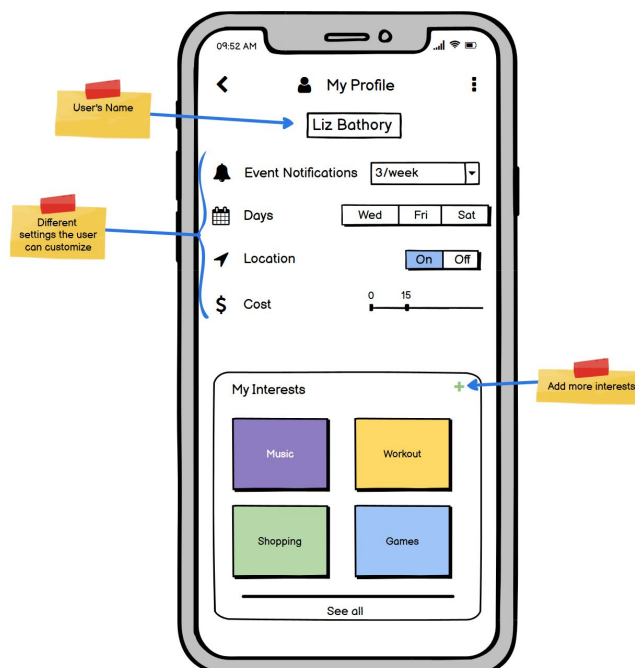 09:52 AM
My Profile
User's Name
Liz Bathory
Event Notifications 3/week
Different
settings the user
can customize
Days Wed Fri Sat
Location On Off
Cost 0 15
My Interests
Add more interests
Music Workout
Shopping Games
See all